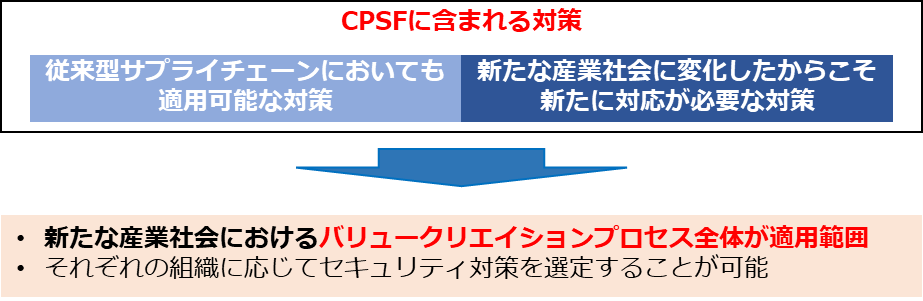 CPSFに含まれる対策
従来型サプライチェーンにおいても
適用可能な対策
新たな産業社会に変化したからこそ
新たに対応が必要な対策
• 新たな産業社会におけるバリュークリエイションプロセス全体が適用範囲
• それぞれの組織に応じてセキュリティ対策を選定することが可能